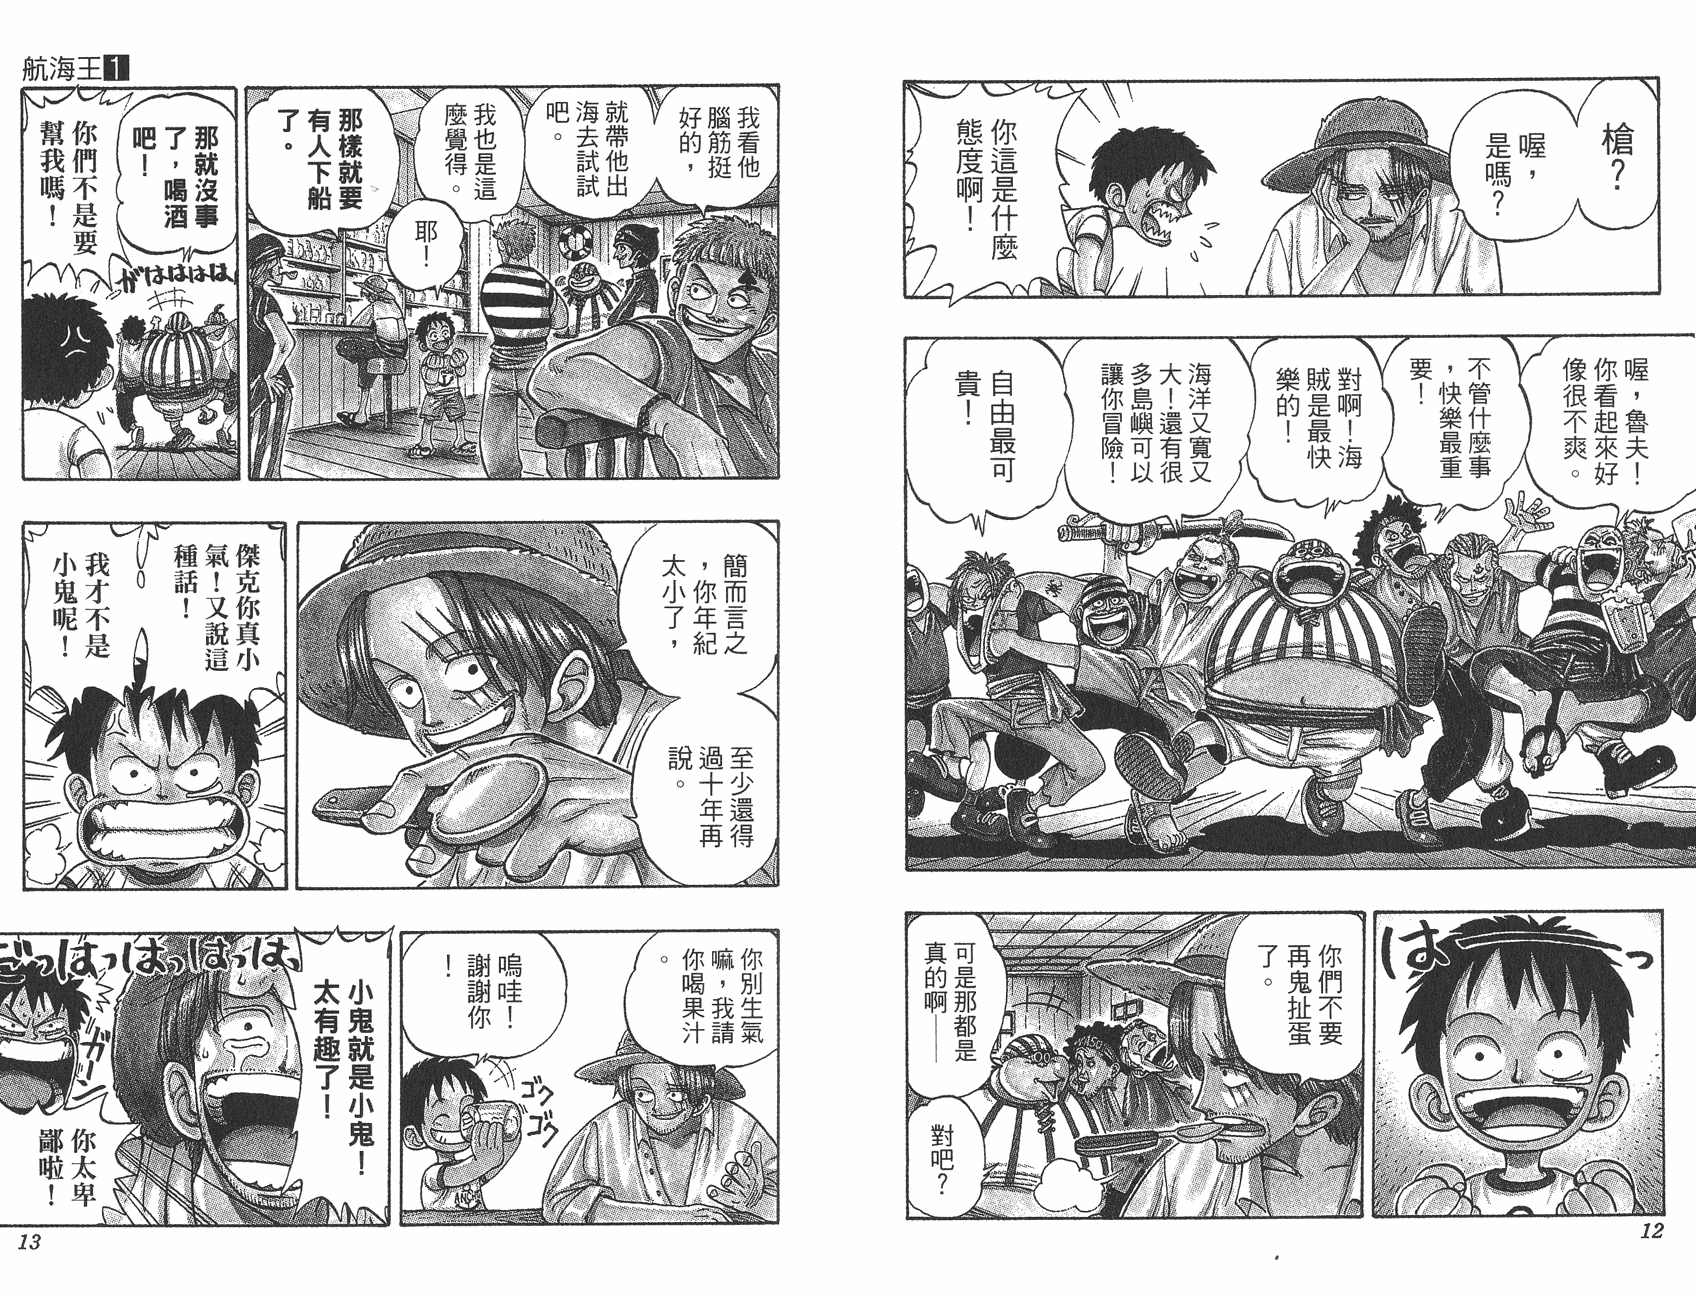 槍？
喔，
是嗎？
你這是什麼
態度啊！
喔，魯夫！
你看起來好
像很不爽。
不管什麼事
，快樂最重
要！
對啊！海
賊是最快
樂的！
海洋又寬又
大！還有很
多島嶼可以
讓你冒險！
自由最可
貴！
はっ
你們不要
再鬼扯蛋
了。
可是那都是
真的啊——
對吧？
12
航海王1
我看他
腦筋挺
好的，
就帶他出
海去試試
吧。
我也是這
麼覺得。
耶！
那樣就要
有人下船
了。
那就沒事
了，喝酒
吧！
がはははは
你們不是要
幫我嗎！
簡而言之
，你年紀
太小了，
至少還得
過十年再
說。
傑克你真小
氣！又說這
種話！
我才不是
小鬼呢！
你別生氣
嘛，我請
你喝果汁
。
嗚哇！
謝謝你
！
ゴク
ゴク
小鬼就是小鬼！
太有趣了！
だっはっはっはっは、
ガーン
你太卑
鄙啦！
13